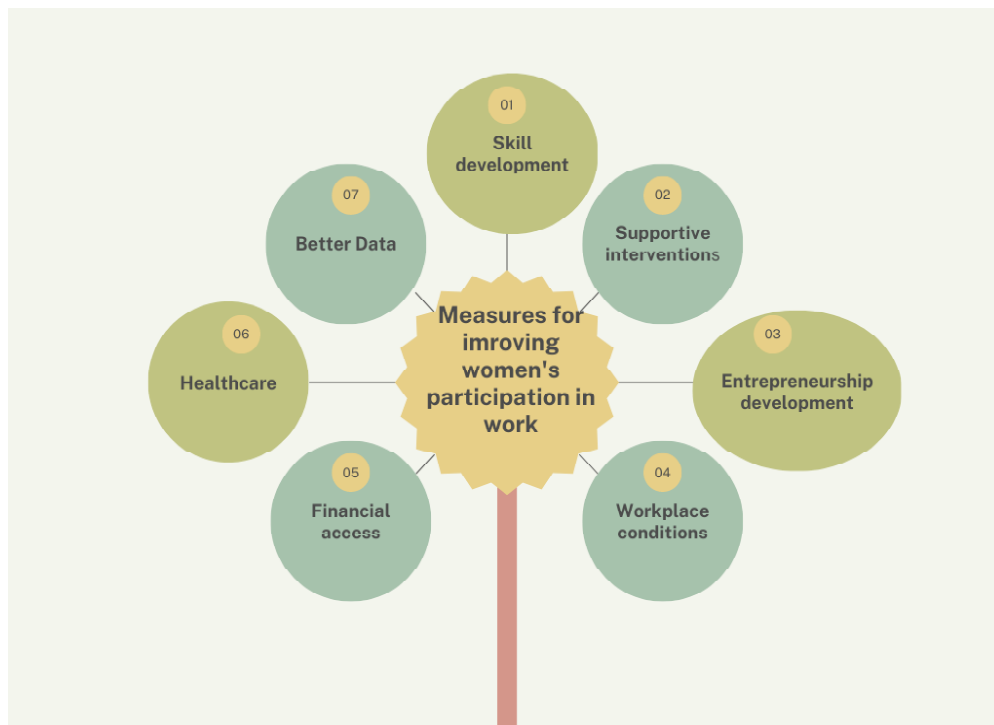 01
Skill
development
02
Supportive
interventions
03
Entrepreneurship
development
04
Workplace
conditions
05
Financial
access
06
Healthcare
07
Better Data
Measures for
imroving
women's
participation in
work